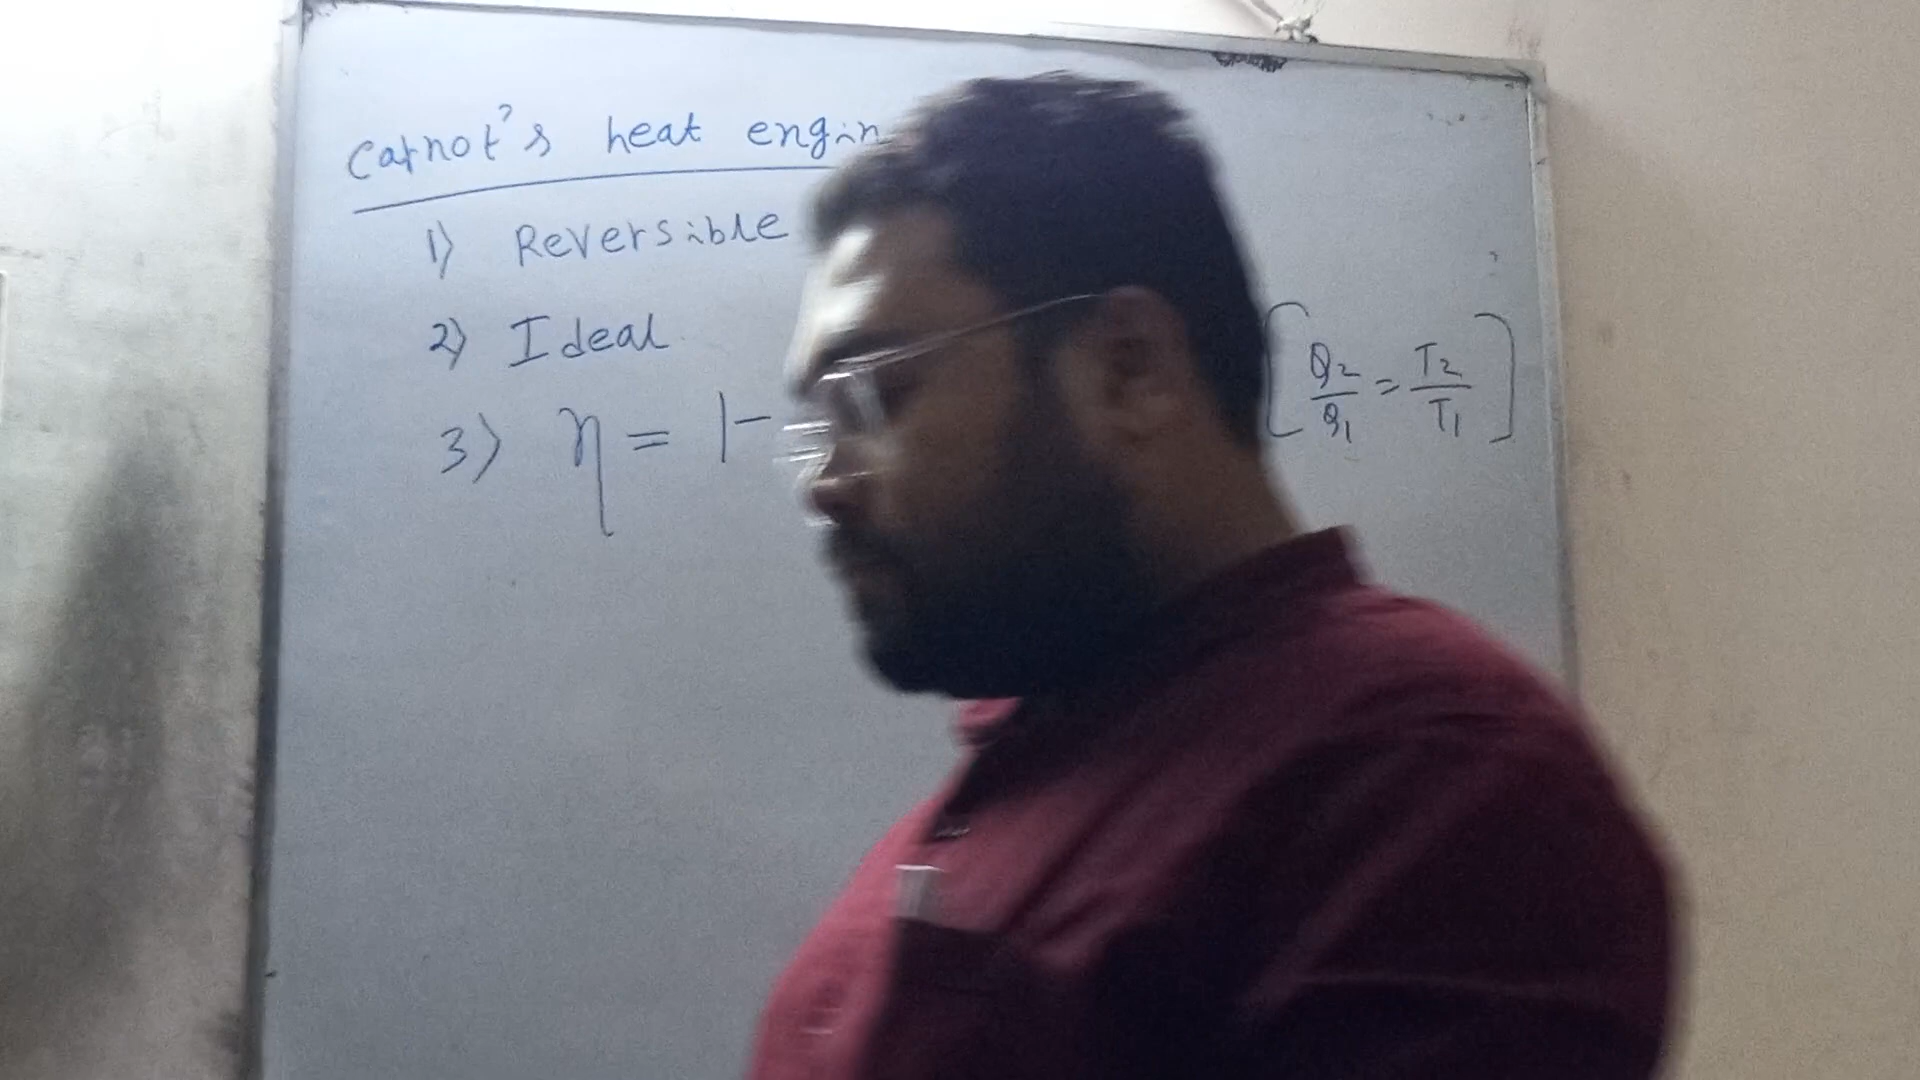 Carnot's heat engin
1) Reversible
2) Ideal
3) η = 1 -
[Q2/Q1 = T2/T1]